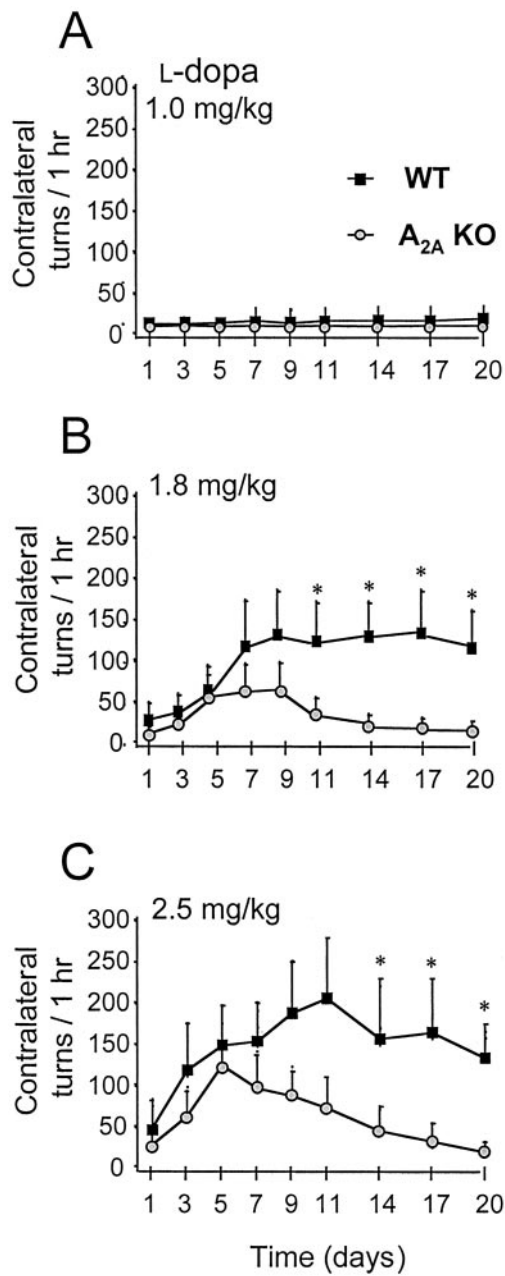 A
L-dopa
1.0 mg/kg
300
250
200
150
100
50
0
Contralateral
turns / 1 hr
WT
A2A KO
1 3 5 7 9 11 14 17 20
B
1.8 mg/kg
300
250
200
150
100
50
0
Contralateral
turns / 1 hr
* * * *
1 3 5 7 9 11 14 17 20
C
2.5 mg/kg
300
250
200
150
100
50
0
Contralateral
turns / 1 hr
* * *
1 3 5 7 9 11 14 17 20
Time (days)